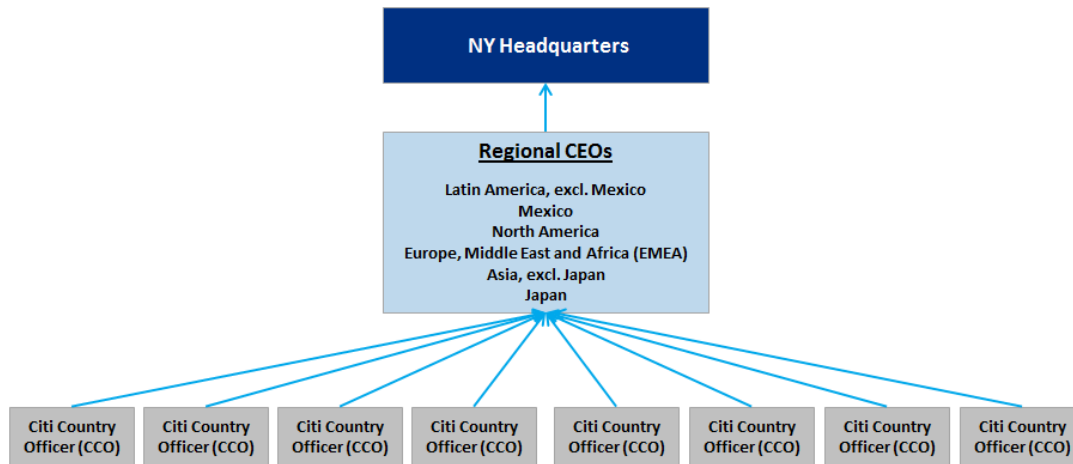 NY Headquarters
Regional CEOs
Latin America, excl. Mexico
Mexico
North America
Europe, Middle East and Africa (EMEA)
Asia, excl. Japan
Japan
Citi Country
Officer (CCO)
Citi Country
Officer (CCO)
Citi Country
Officer (CCO)
Citi Country
Officer (CCO)
Citi Country
Officer (CCO)
Citi Country
Officer (CCO)
Citi Country
Officer (CCO)
Citi Country
Officer (CCO)